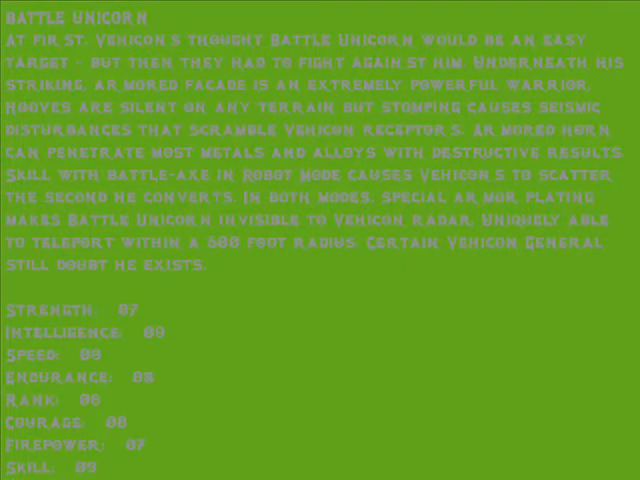 BATTLE UNICORN
AT FIRST, VEHICONS THOUGHT BATTLE UNICORN WOULD BE AN EASY
TARGET - BUT THEN THEY HAD TO FIGHT AGAINST HIM. UNDERNEATH HIS
STRIKING, ARMORED FACADE IS AN EXTREMELY POWERFUL WARRIOR.
HOOVES ARE SILENT ON ANY TERRAIN BUT STOMPING CAUSES SEISMIC
DISTURBANCES THAT SCRAMBLE VEHICON RECEPTORS. ARMORED HORN
CAN PENETRATE MOST METALS AND ALLOYS WITH DESTRUCTIVE RESULTS.
SKILL WITH BATTLE-AXE IN ROBOT MODE CAUSES VEHICONS TO SCATTER
THE SECOND HE CONVERTS. IN BOTH MODES, SPECIAL ARMOR PLATING
MAKES BATTLE UNICORN INVISIBLE TO VEHICON RADAR. UNIQUELY ABLE
TO TELEPORT WITHIN A 500 FOOT RADIUS. CERTAIN VEHICON GENERAL
STILL DOUBT HE EXISTS.
STRENGTH: 07
INTELLIGENCE: 09
SPEED:
ENDURANCE:
RANK:
COURAGE:
FIREPOWER: 07
SKILL: 09